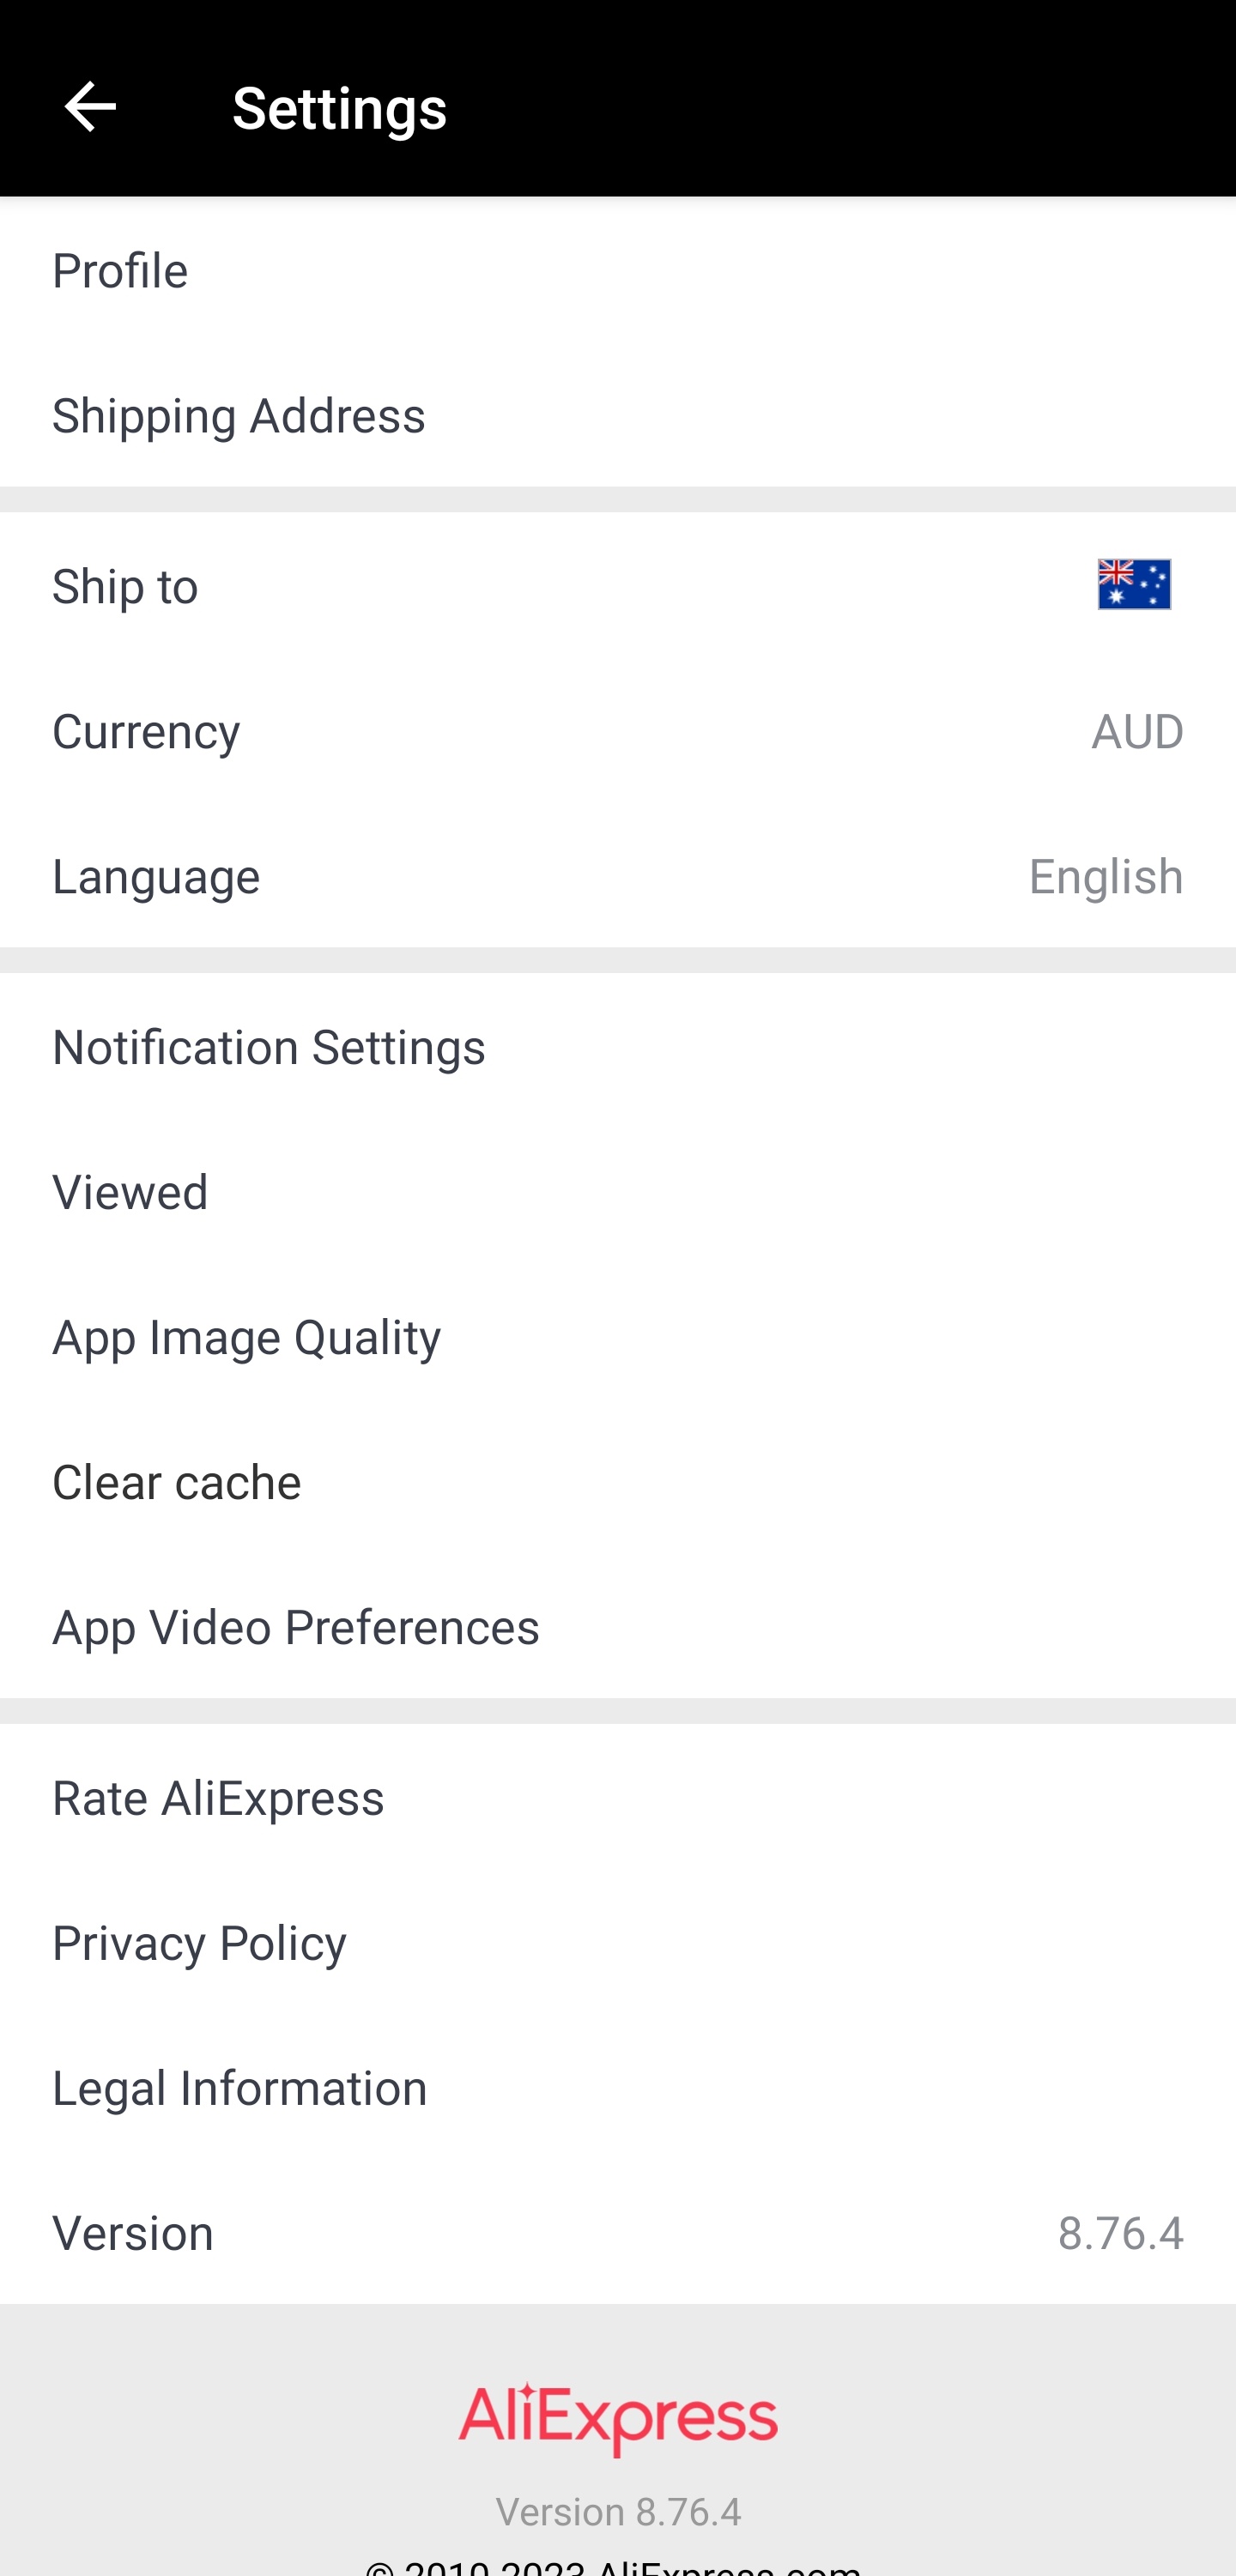 Settings
Profile
Shipping Address
Ship to
Currency AUD
Language English
Notification Settings
Viewed
App Image Quality
Clear cache
App Video Preferences
Rate AliExpress
Privacy Policy
Legal Information
Version 8.76.4
AliExpress
Version 8.76.4
© 2010 2023 AliExpress.com